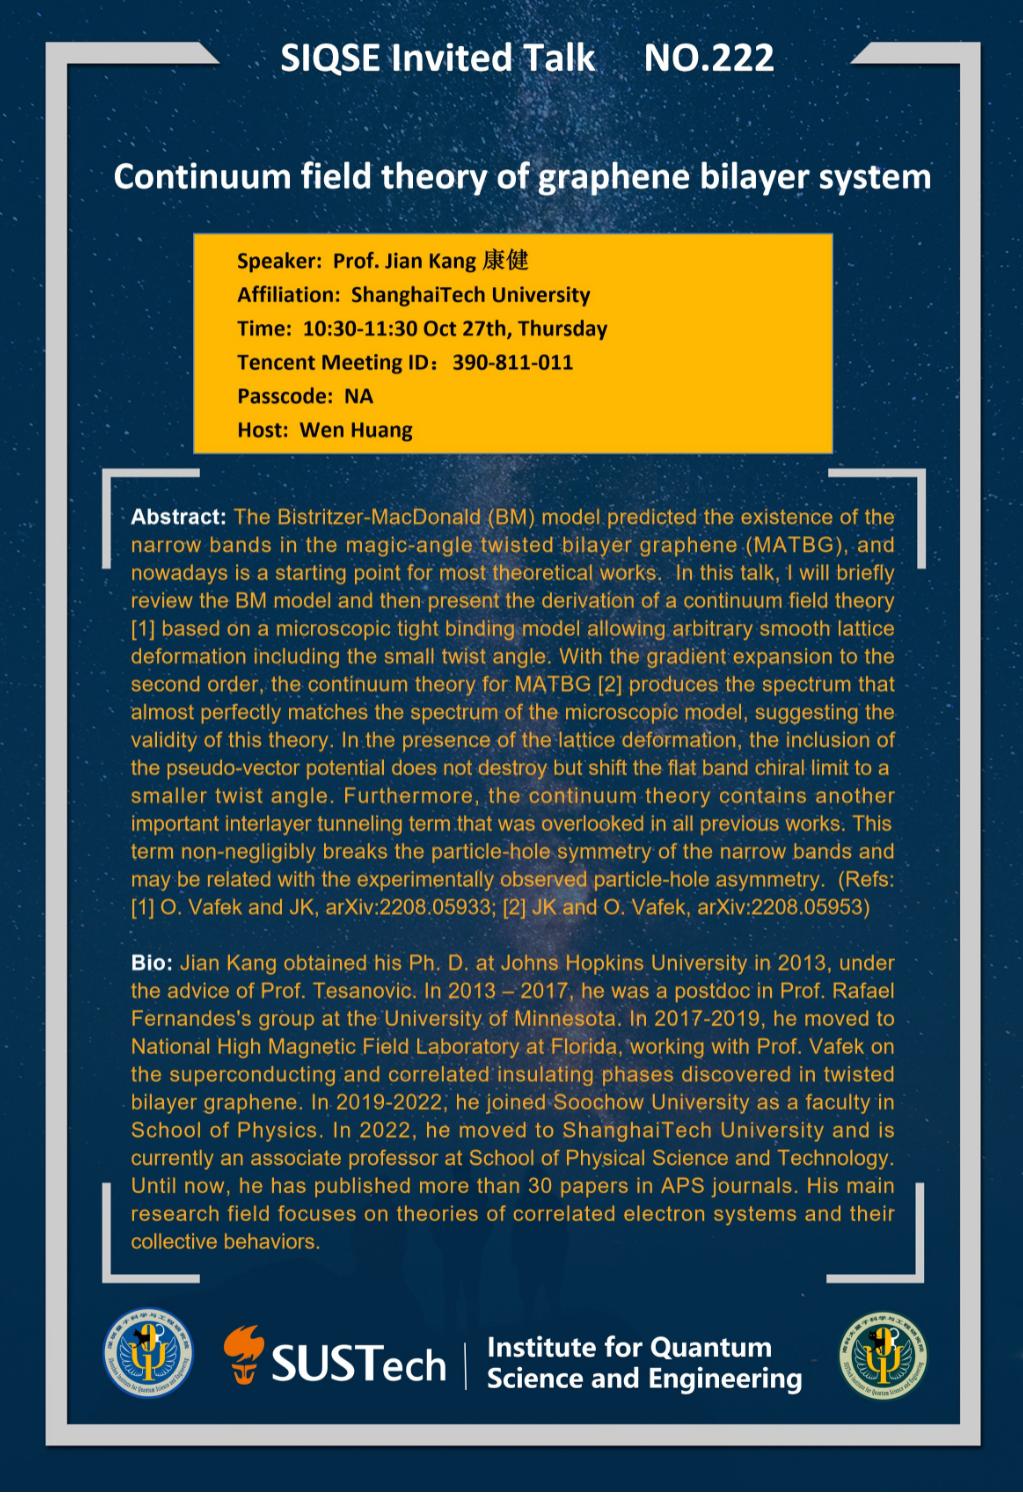 SIQSE Invited Talk NO.222
Continuum field theory of graphene bilayer system
Speaker: Prof. Jian Kang 康健
Affiliation: ShanghaiTech University
Time: 10:30-11:30 Oct 27th, Thursday
Tencent Meeting ID：390-811-011
Passcode: NA
Host: Wen Huang
Abstract: The Bistritzer-MacDonald (BM) model predicted the existence of the
narrow bands in the magic-angle twisted bilayer graphene (MATBG), and
nowadays is a starting point for most theoretical works. In this talk, I will briefly
review the BM model and then present the derivation of a continuum field theory
[1] based on a microscopic tight binding model allowing arbitrary smooth lattice
deformation including the small twist angle. With the gradient expansion to the
second order, the continuum theory for MATBG [2] produces the spectrum that
almost perfectly matches the spectrum of the microscopic model, suggesting the
validity of this theory. In the presence of the lattice deformation, the inclusion of
the pseudo-vector potential does not destroy but shift the flat band chiral limit to a
smaller twist angle. Furthermore, the continuum theory contains another
important interlayer tunneling term that was overlooked in all previous works. This
term non-negligibly breaks the particle-hole symmetry of the narrow bands and
may be related with the experimentally observed particle-hole asymmetry. (Refs:
[1] O. Vafek and JK, arXiv:2208.05933; [2] JK and O. Vafek, arXiv:2208.05953)
Bio: Jian Kang obtained his Ph. D. at Johns Hopkins University in 2013, under
the advice of Prof. Tesanovic. In 2013 – 2017, he was a postdoc in Prof. Rafael
Fernandes's group at the University of Minnesota. In 2017-2019, he moved to
National High Magnetic Field Laboratory at Florida, working with Prof. Vafek on
the superconducting and correlated insulating phases discovered in twisted
bilayer graphene. In 2019-2022, he joined Soochow University as a faculty in
School of Physics. In 2022, he moved to ShanghaiTech University and is
currently an associate professor at School of Physical Science and Technology.
Until now, he has published more than 30 papers in APS journals. His main
research field focuses on theories of correlated electron systems and their
collective behaviors.
SUSTech
Institute for Quantum
Science and Engineering